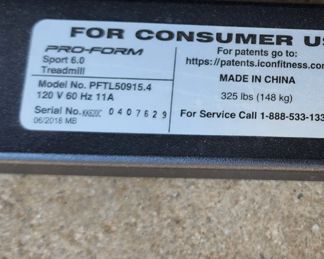 FOR CONSUMER US
PRO-FORM
Sport 6.0
Treadmill
Model No. PFTL50915.4
120 V 60 Hz 11A
Serial No. KK620C 0407629
06/2018 MB
For patents go to:
https://patents.iconfitness.
MADE IN CHINA
325 lbs (148 kg)
For Service Call 1-888-533-133